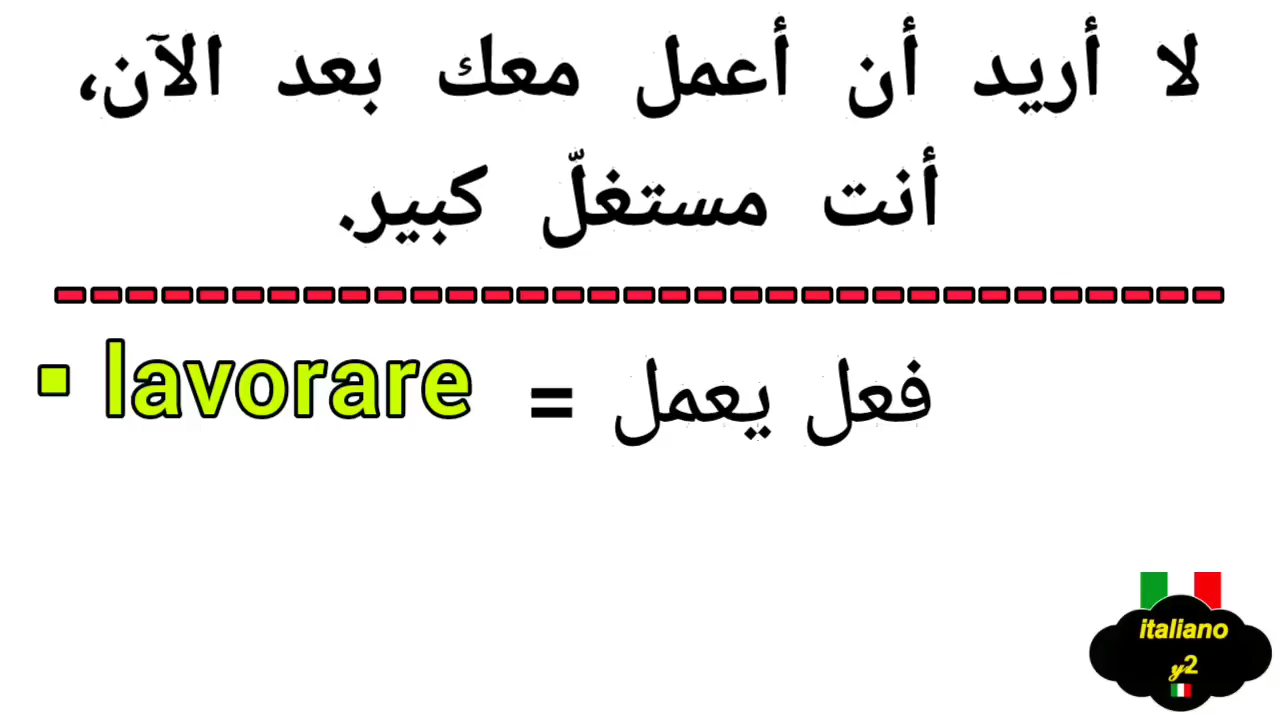 لا أريد أن أعمل معك بعد الآن،
أنت مستغلّ كبير.
▪ lavorare = فعل يعمل
italiano
y2